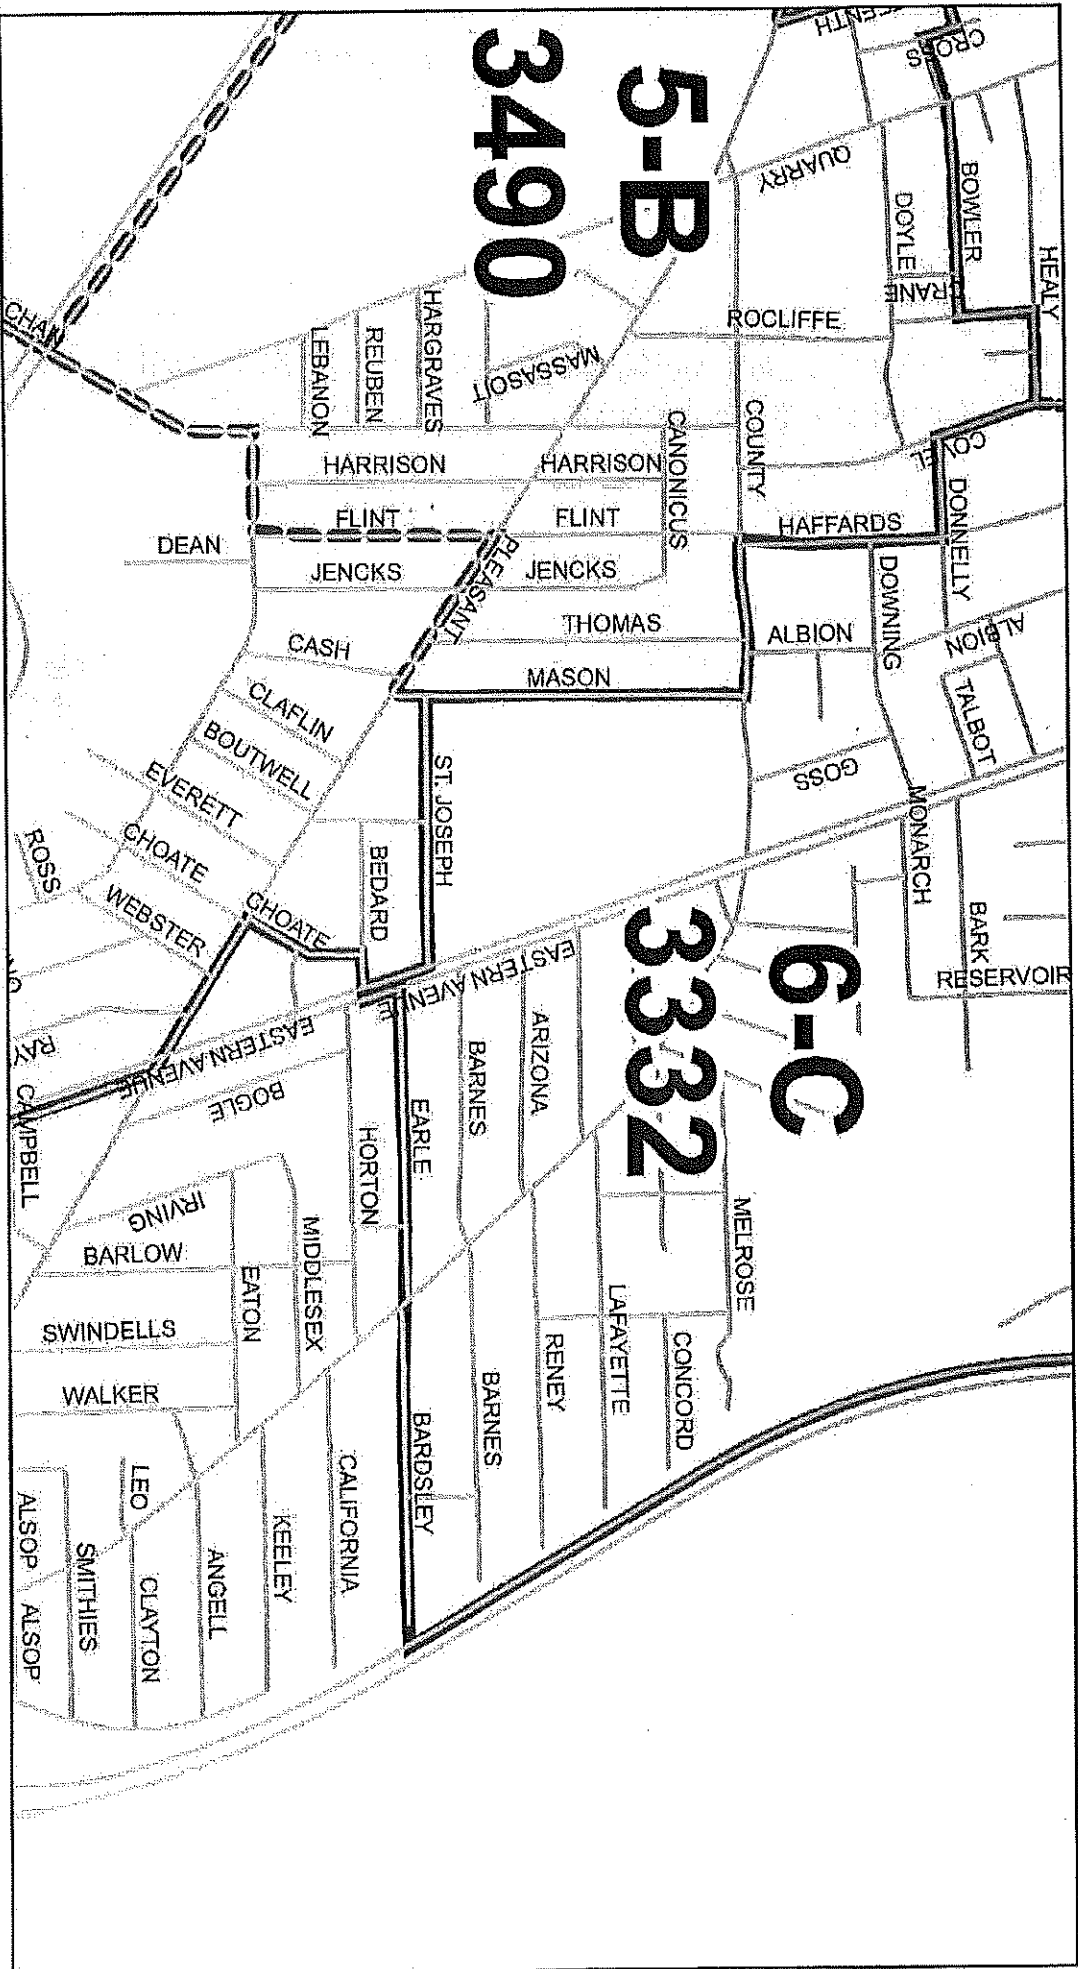 HEALY
CROSS
BOWLER
DOYLE
CRANE
QUARRY
5-B
3490
ROCLIFFE
MASSASOIT
HARGRAVES
REUBEN
LEBANON
COVEL
DONNELLY
COUNTY
CANONICUS
HAFFARDS
HARRISON
HARRISON
FLINT
FLINT
DEAN
JENCKS
JENCKS
PLEASANT
THOMAS
MASON
ALBION
ALBION
DOWNING
TALBOT
GOSS
MONARCH
BARK
RESERVOIR
CASH
CLAFLIN
BOUTWELL
EVERETT
CHOATE
CHOATE
WEBSTER
ROSS
ST. JOSEPH
BEDARD
6-C
3332
EASTERN AVENUE
EASTERN AVENUE
RAY
CAMPBELL
BOGLE
HORTON
EARLE
BARNES
ARIZONA
MELROSE
IRVING
BARLOW
EATON
MIDDLESEX
SWINDELLS
WALKER
LAFAYETTE
CONCORD
RENEY
BARNES
BARDSLEY
CALIFORNIA
KEELEY
ANGELL
LEO
CLAYTON
SMITHIES
ALSOP
ALSOP